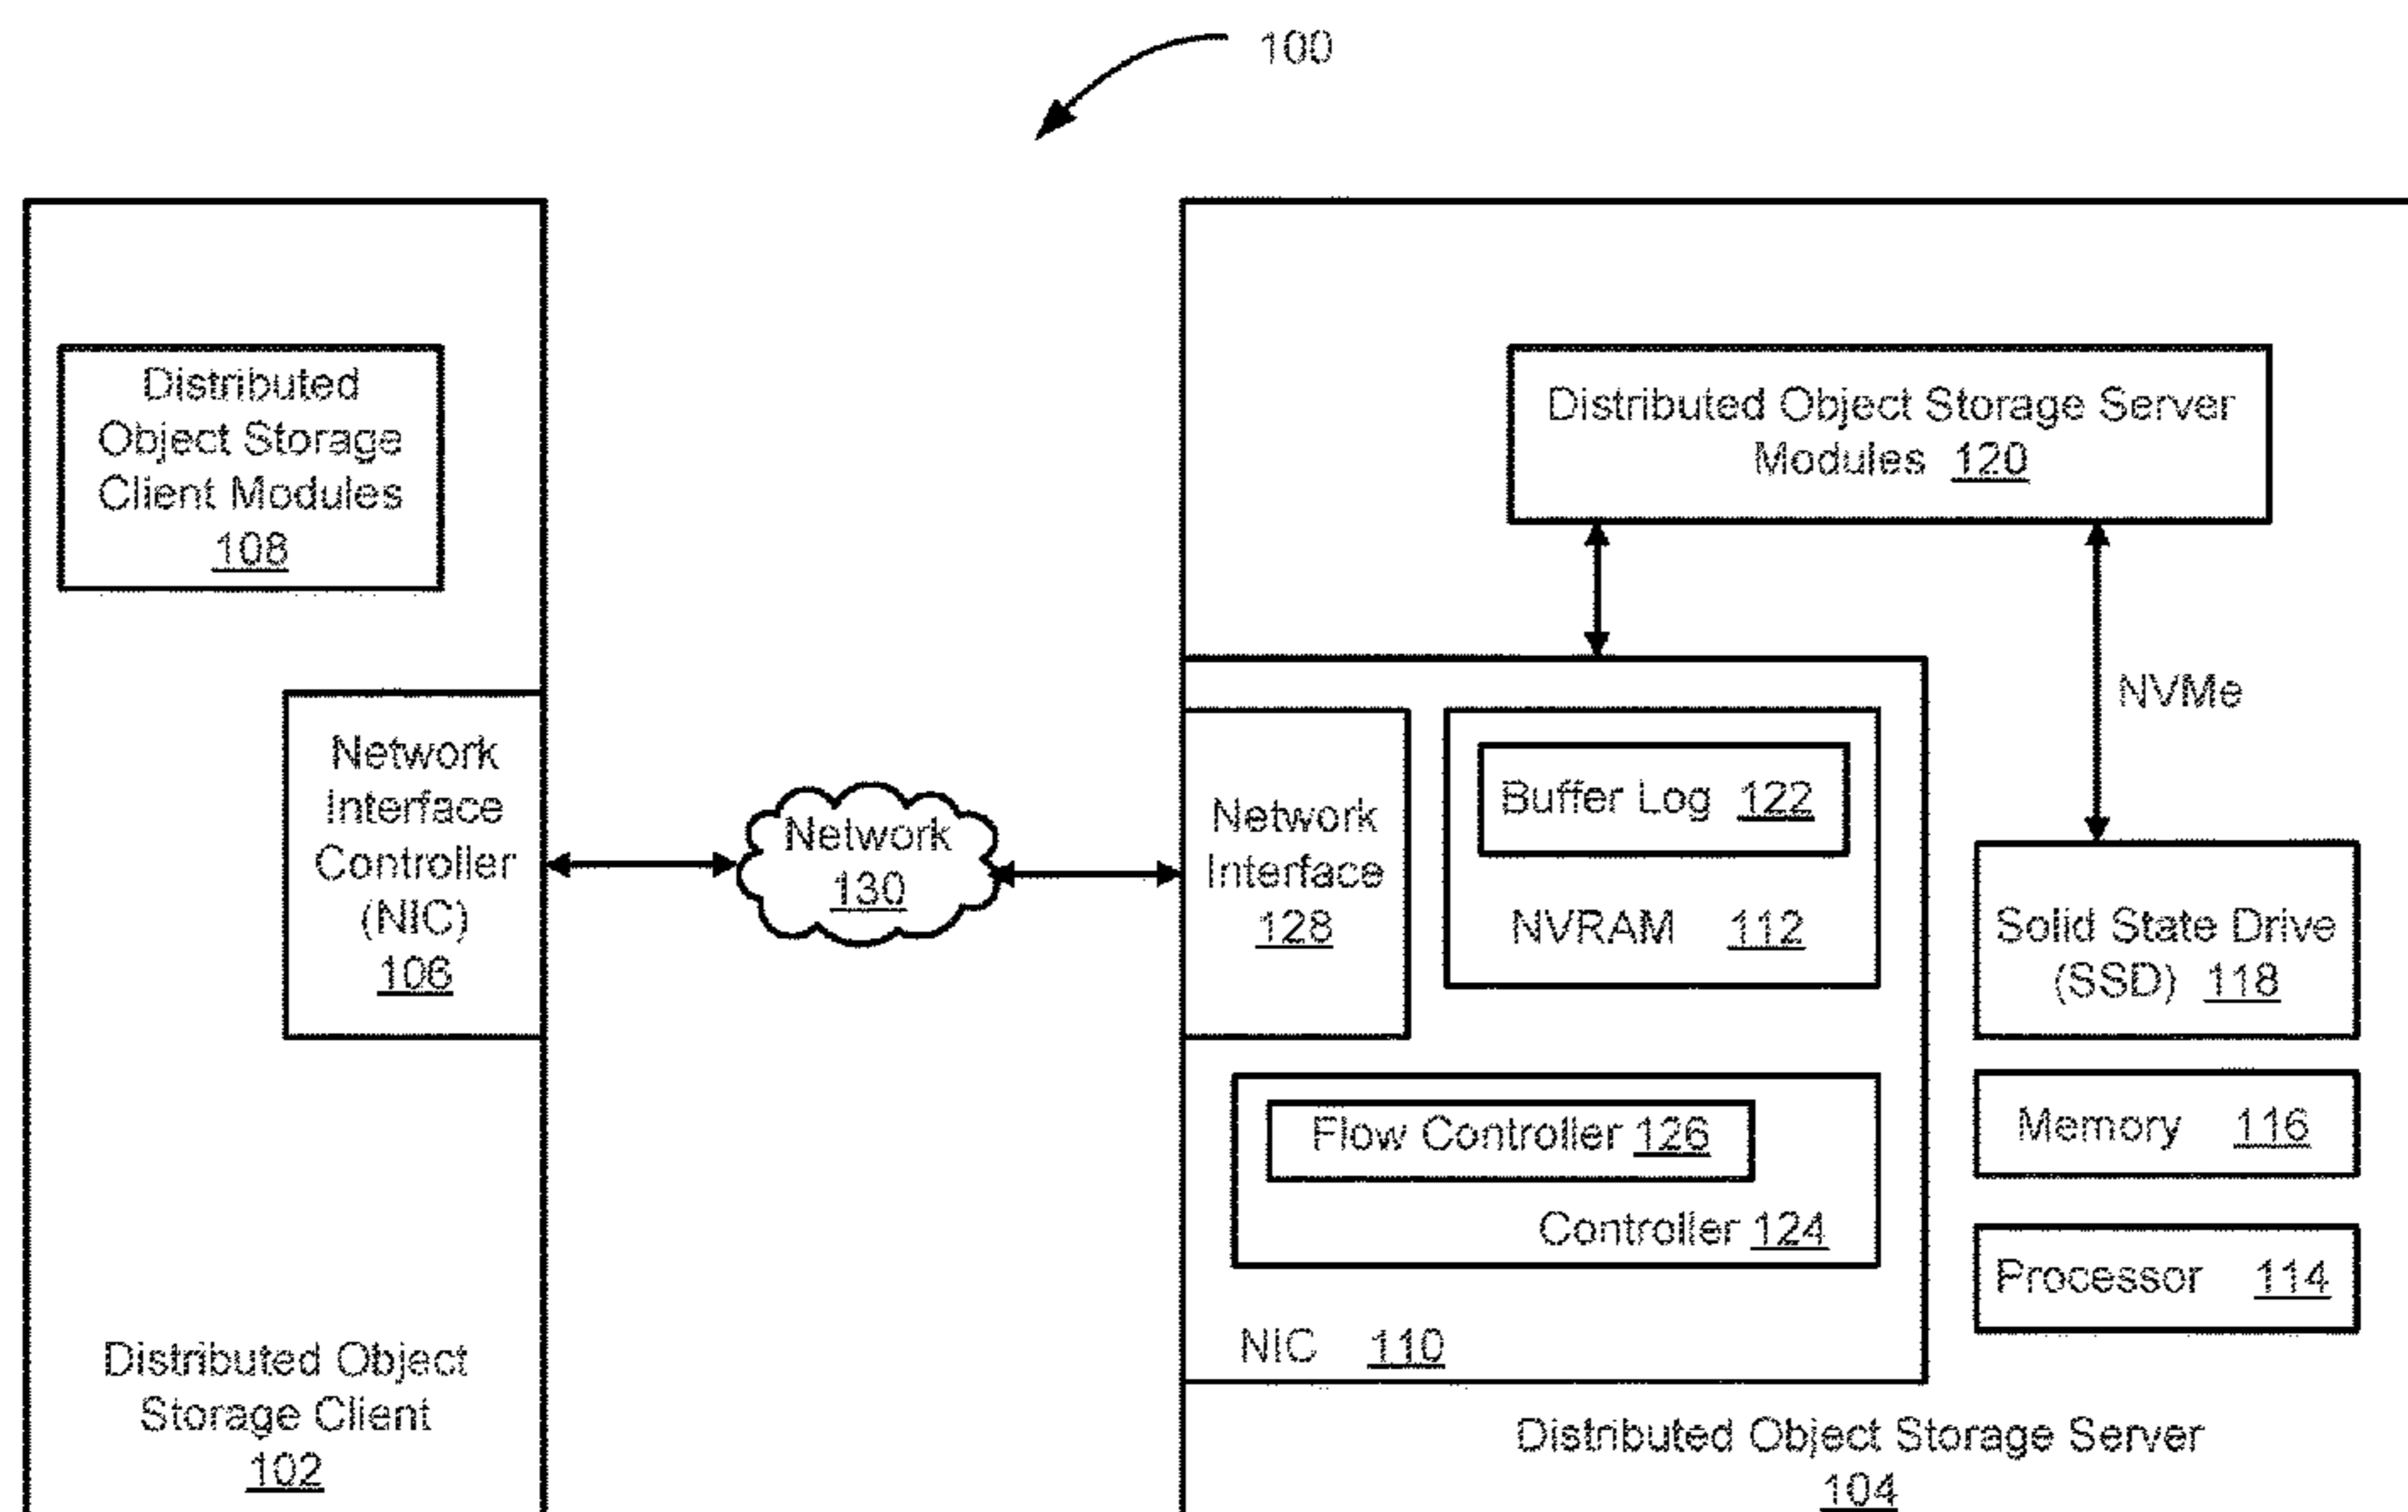 100
Distributed
Object Storage
Client Modules
108
Network
Interface
Controller
(NIC)
106
Distributed Object
Storage Client
102
Network
130
Distributed Object Storage Server
Modules 120
NVMe
Network
Interface
128
Buffer Log 122
NVRAM 112
Flow Controller 126
Controller 124
NIC 110
Solid State Drive
(SSD) 118
Memory 116
Processor 114
Distributed Object Storage Server
104